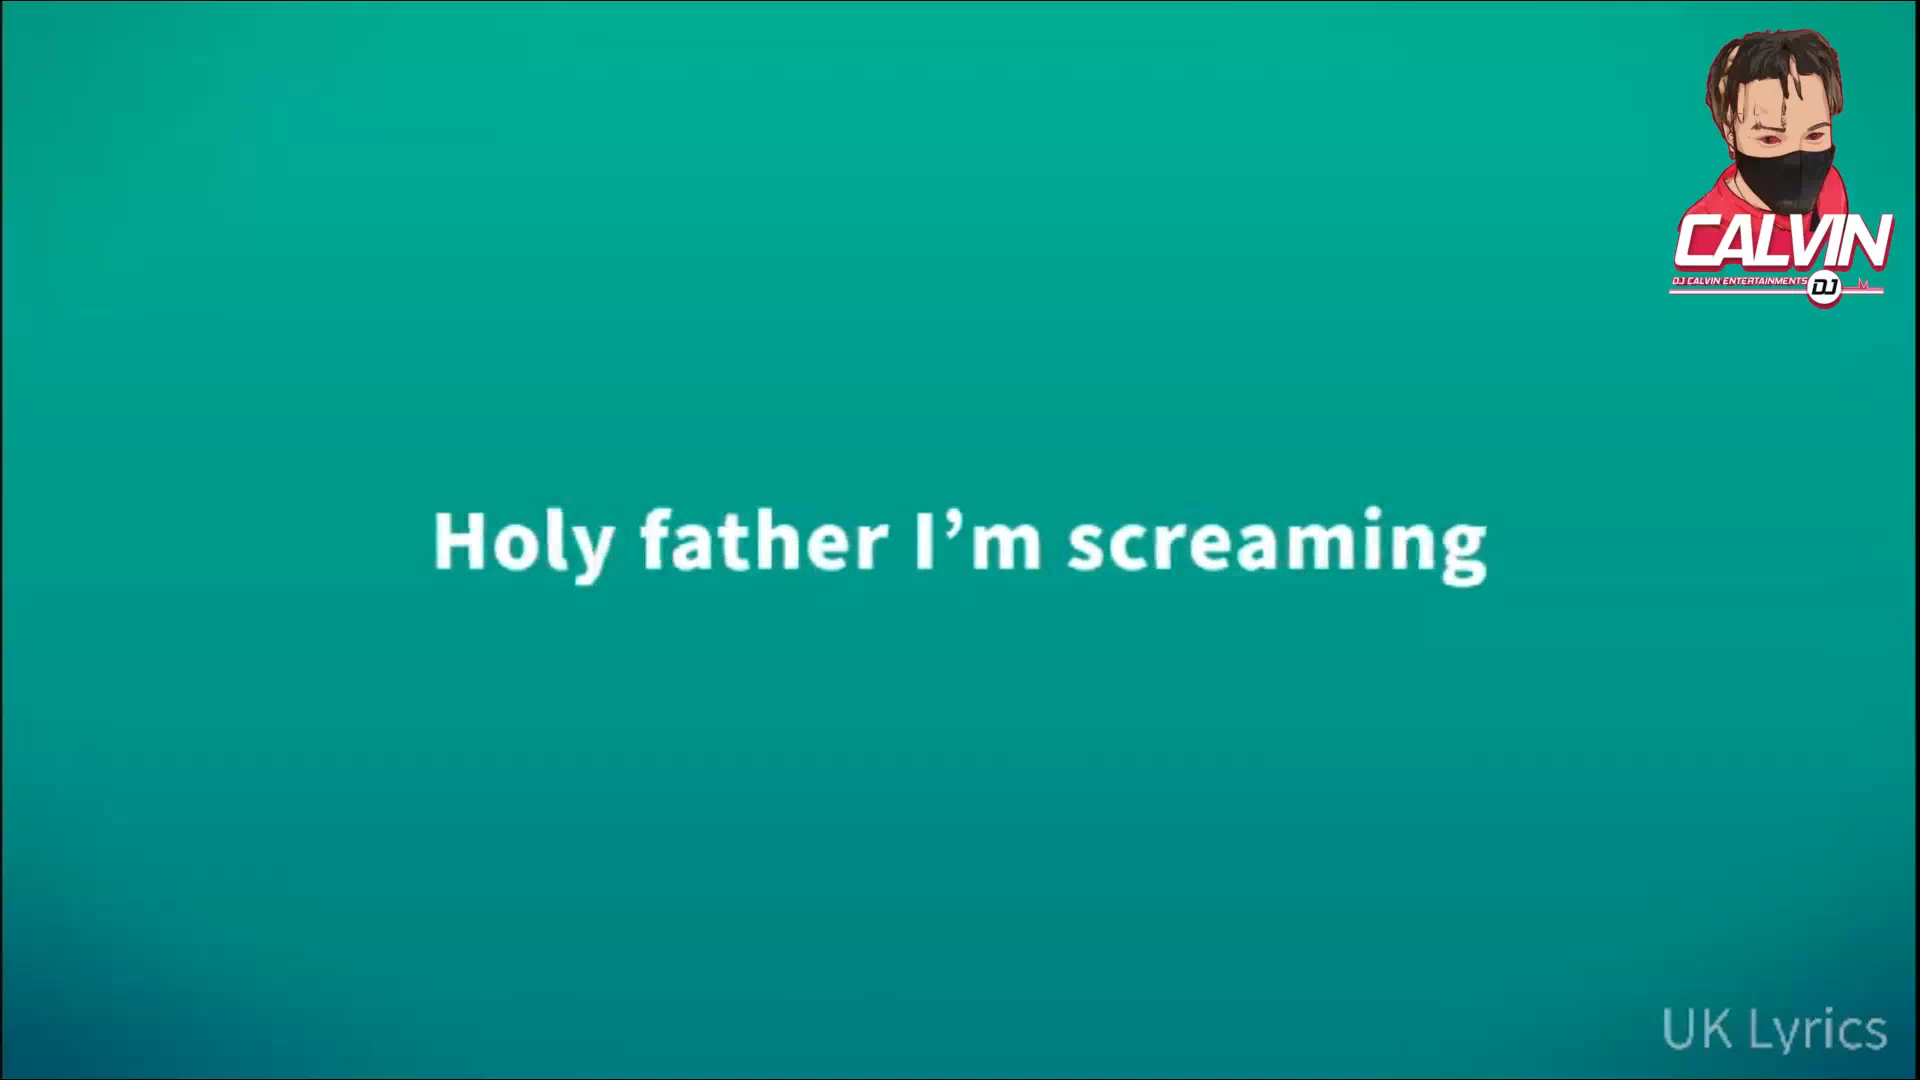 CALVIN
DJ CALVIN ENTERTAINMENTS
DJ
M
Holy father I’m screaming
UK Lyrics